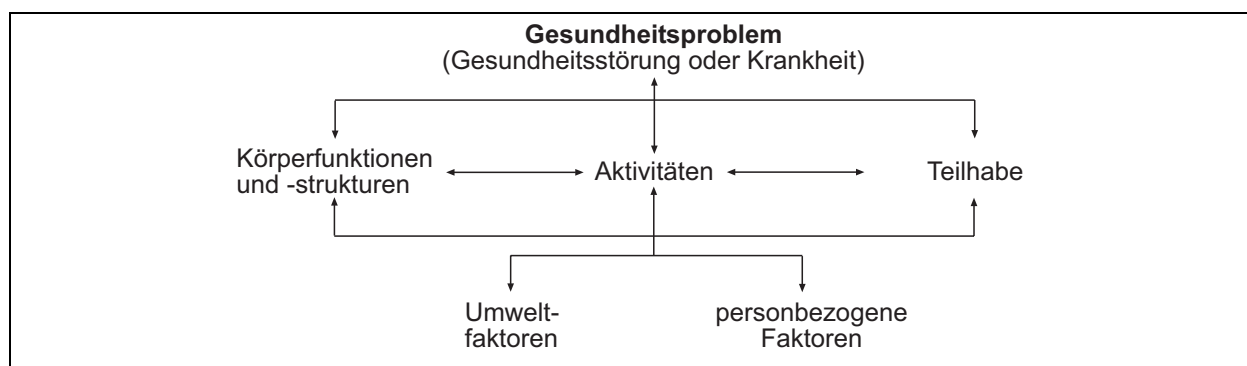 Gesundheitsproblem
(Gesundheitsstörung oder Krankheit)
Körperfunktionen
und -strukturen
Aktivitäten
Teilhabe
Umwelt-
faktoren
personbezogene
Faktoren